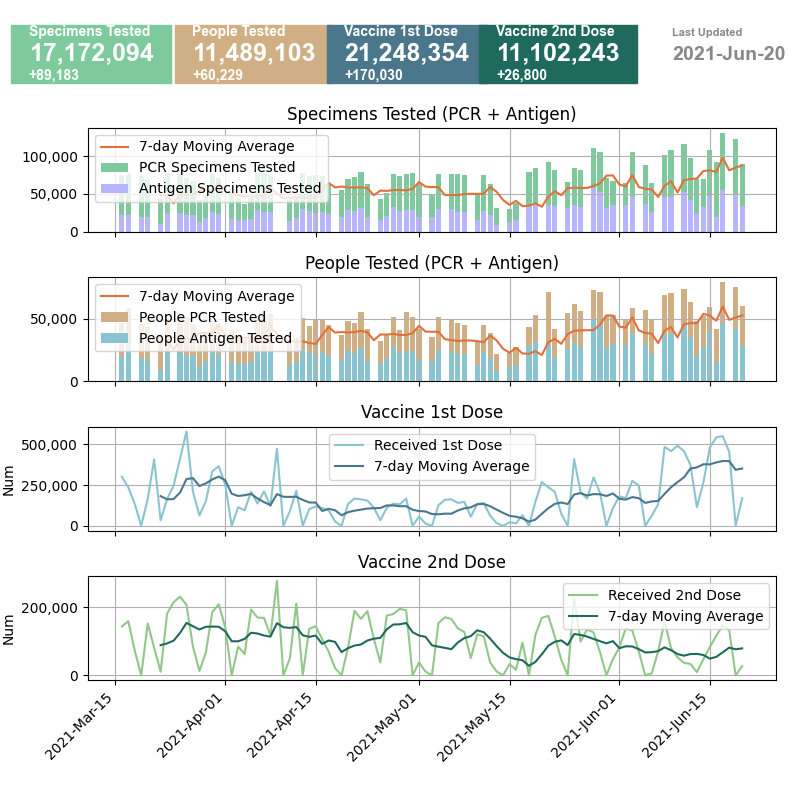 Specimens Tested
17,172,094
+89,183
People Tested
11,489,103
+60,229
Vaccine 1st Dose
21,248,354
+170,030
Vaccine 2nd Dose
11,102,243
+26,800
Last Updated
2021-Jun-20
Specimens Tested (PCR + Antigen)
7-day Moving Average
PCR Specimens Tested
Antigen Specimens Tested
100,000
50,000
0
People Tested (PCR + Antigen)
7-day Moving Average
People PCR Tested
People Antigen Tested
50,000
0
Vaccine 1st Dose
Received 1st Dose
7-day Moving Average
500,000
250,000
0
Num
Vaccine 2nd Dose
Received 2nd Dose
7-day Moving Average
200,000
0
Num
2021-Mar-15
2021-Apr-01
2021-Apr-15
2021-May-01
2021-May-15
2021-Jun-01
2021-Jun-15